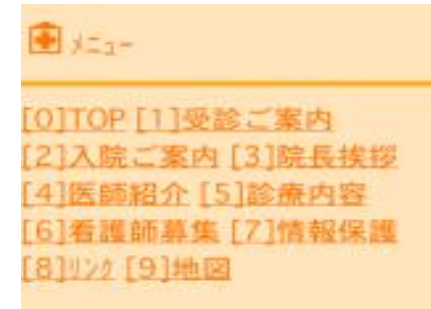 ﾒﾆｭｰ
[0]TOP [1]受診ご案内
[2]入院ご案内 [3]院長挨拶
[4]医師紹介 [5]診療内容
[6]看護師募集 [7]情報保護
[8]ﾘﾝｸ [9]地図